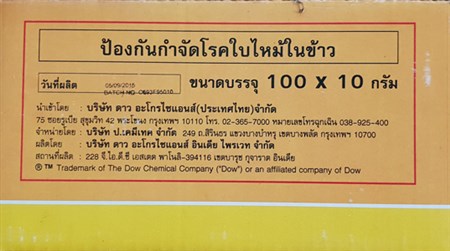 ป้องกันกำจัดโรคใบไหม้ในข้าว
วันที่ผลิต 05/09/2015 ขนาดบรรจุ 100 X 10 กรัม
BATCH NO.
นำเข้าโดย : บริษัท ดาว อะโกรไซแอนส์(ประเทศไทย)จำกัด
75 ซอยรูเบีย สุขุมวิท 42 พระโขนง กรุงเทพฯ 10110 โทร. 02-365-7000 หมายเลขโทรฉุกเฉิน 038-925-400
จำหน่ายโดย : บริษัท ป.เคมีเทค จำกัด 249 ถ.สิรินธร แขวงบางบำหรุ เขตบางพลัด กรุงเทพฯ 10700
ผลิตโดย : บริษัท ดาว อะโกรไซแอนส์ อินเดีย ไพรเวท จำกัด
สถานที่ผลิต : 228 จี.ไอ.ดี.ซี เอสเตต พาโนลี-394116 เขตบารูช กุจาราต อินเดีย
®™ Trademark of The Dow Chemical Company ("Dow") or an affiliated company of Dow